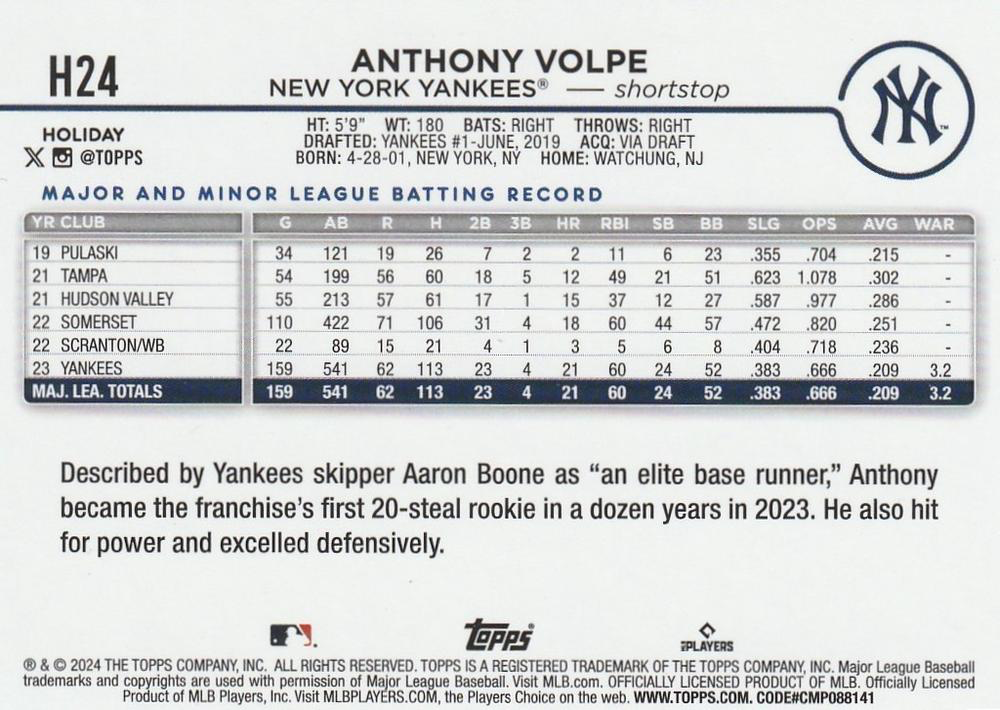 H24
ANTHONY VOLPE
NEW YORK YANKEES® — shortstop
NY™
HOLIDAY
@TOPPS
HT: 5'9" WT: 180 BATS: RIGHT THROWS: RIGHT
DRAFTED: YANKEES #1-JUNE, 2019 ACQ: VIA DRAFT
BORN: 4-28-01, NEW YORK, NY HOME: WATCHUNG, NJ
MAJOR AND MINOR LEAGUE BATTING RECORD
YR CLUB G AB R H 2B 3B HR RBI SB BB SLG OPS AVG WAR
19 PULASKI 34 121 19 26 7 2 2 11 6 23 .355 .704 .215 -
21 TAMPA 54 199 56 60 18 5 12 49 21 51 .623 1.078 .302 -
21 HUDSON VALLEY 55 213 57 61 17 1 15 37 12 27 .587 .977 .286 -
22 SOMERSET 110 422 71 106 31 4 18 60 44 57 .472 .820 .251 -
22 SCRANTON/WB 22 89 15 21 4 1 3 5 6 8 .404 .718 .236 -
23 YANKEES 159 541 62 113 23 4 21 60 24 52 .383 .666 .209 3.2
MAJ. LEA. TOTALS 159 541 62 113 23 4 21 60 24 52 .383 .666 .209 3.2
Described by Yankees skipper Aaron Boone as “an elite base runner,” Anthony
became the franchise’s first 20-steal rookie in a dozen years in 2023. He also hit
for power and excelled defensively.
Topps®
MLBPLAYERS
® & © 2024 THE TOPPS COMPANY, INC. ALL RIGHTS RESERVED. TOPPS IS A REGISTERED TRADEMARK OF THE TOPPS COMPANY, INC. Major League Baseball
trademarks and copyrights are used with permission of Major League Baseball. Visit MLB.com. OFFICIALLY LICENSED PRODUCT OF MLB. Officially Licensed
Product of MLB Players, Inc. Visit MLBPLAYERS.COM, the Players Choice on the web. WWW.TOPPS.COM. CODE#CMP088141